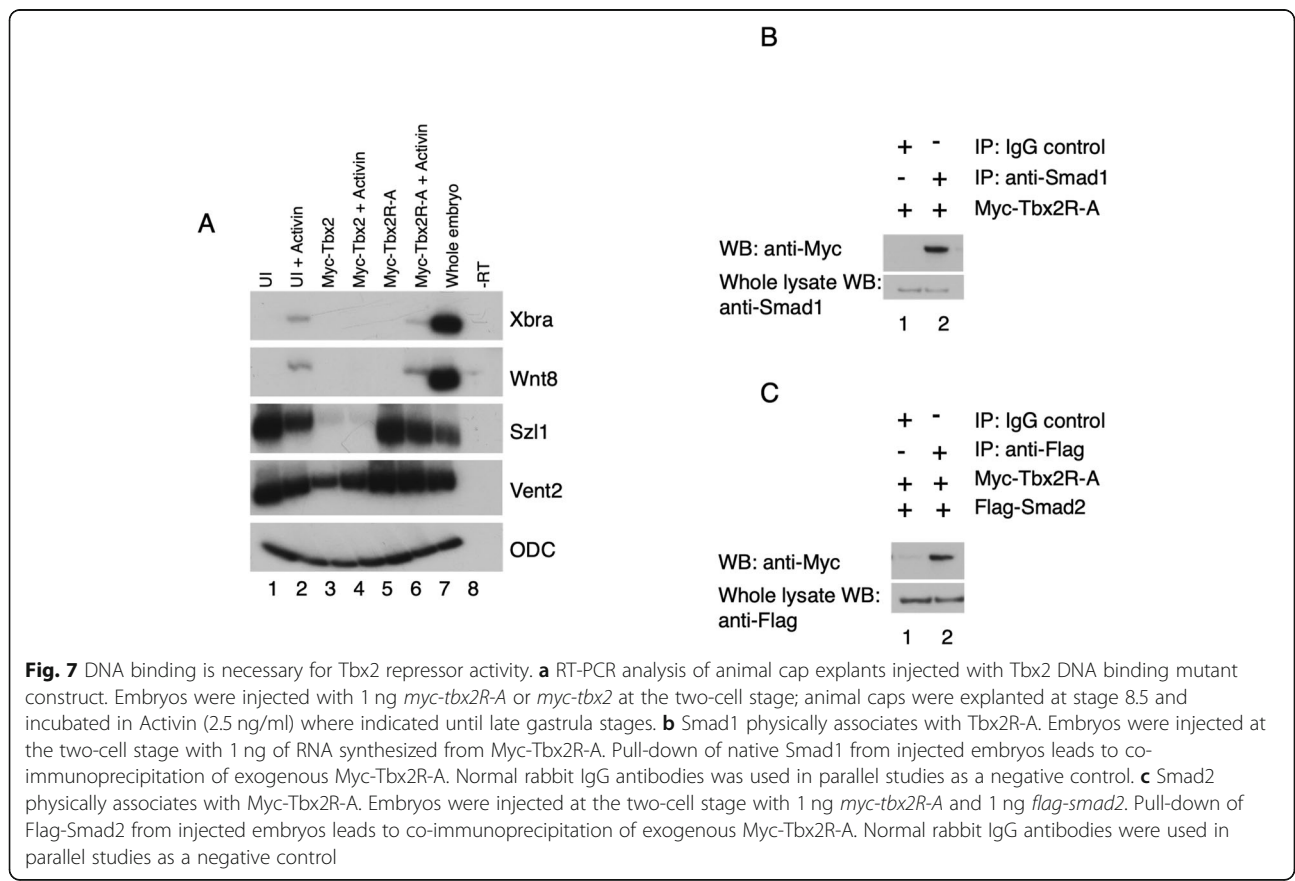 A
UI
UI + Activin
Myc-Tbx2
Myc-Tbx2 + Activin
Myc-Tbx2R-A
Myc-Tbx2R-A + Activin
Whole embryo
-RT
Xbra
Wnt8
Szl1
Vent2
ODC
1 2 3 4 5 6 7 8
B
+ - IP: IgG control
- + IP: anti-Smad1
+ + Myc-Tbx2R-A
WB: anti-Myc
Whole lysate WB:
anti-Smad1
1 2
C
+ - IP: IgG control
- + IP: anti-Flag
+ + Myc-Tbx2R-A
+ + Flag-Smad2
WB: anti-Myc
Whole lysate WB:
anti-Flag
1 2
Fig. 7 DNA binding is necessary for Tbx2 repressor activity. a RT-PCR analysis of animal cap explants injected with Tbx2 DNA binding mutant
construct. Embryos were injected with 1 ng myc-tbx2R-A or myc-tbx2 at the two-cell stage; animal caps were explanted at stage 8.5 and
incubated in Activin (2.5 ng/ml) where indicated until late gastrula stages. b Smad1 physically associates with Tbx2R-A. Embryos were injected at
the two-cell stage with 1 ng of RNA synthesized from Myc-Tbx2R-A. Pull-down of native Smad1 from injected embryos leads to co-
immunoprecipitation of exogenous Myc-Tbx2R-A. Normal rabbit IgG antibodies was used in parallel studies as a negative control. c Smad2
physically associates with Myc-Tbx2R-A. Embryos were injected at the two-cell stage with 1 ng myc-tbx2R-A and 1 ng flag-smad2. Pull-down of
Flag-Smad2 from injected embryos leads to co-immunoprecipitation of exogenous Myc-Tbx2R-A. Normal rabbit IgG antibodies were used in
parallel studies as a negative control